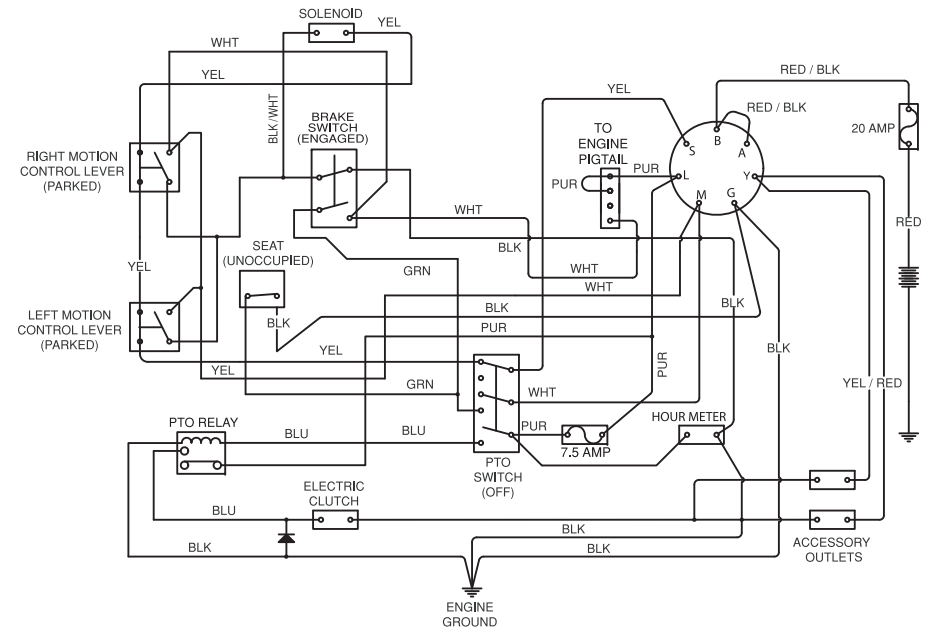 SOLENOID
YEL
WHT
YEL
RED / BLK
YEL
RED / BLK
BLK / WHT
BRAKE
SWITCH
(ENGAGED)
TO
ENGINE
PIGTAIL
20 AMP
B
A
S
L
Y
M
G
RIGHT MOTION
CONTROL LEVER
(PARKED)
PUR
PUR
WHT
BLK
RED
SEAT
(UNOCCUPIED)
YEL
GRN
WHT
WHT
BLK
BLK
LEFT MOTION
CONTROL LEVER
(PARKED)
BLK
PUR
YEL
YEL
PUR
BLK
YEL / RED
GRN
WHT
HOUR METER
PTO RELAY
BLU
BLU
PUR
7.5 AMP
PTO
SWITCH
(OFF)
ELECTRIC
CLUTCH
BLU
BLK
BLK
BLK
ACCESSORY
OUTLETS
ENGINE
GROUND